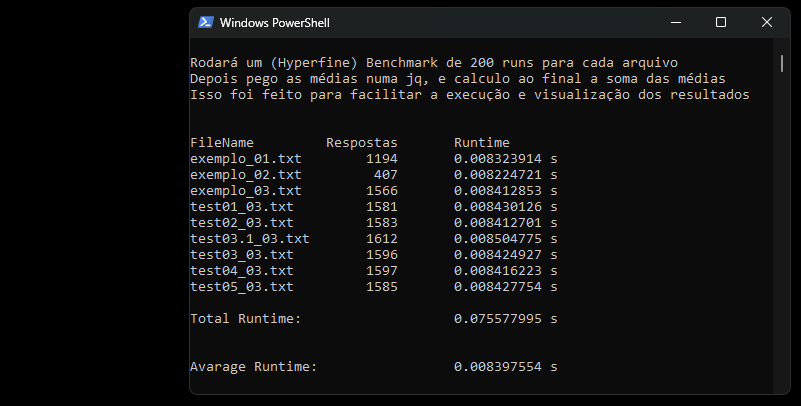 Windows PowerShell
Rodará um (Hyperfine) Benchmark de 200 runs para cada arquivo
Depois pego as médias numa jq, e calculo ao final a soma das médias
Isso foi feito para facilitar a execução e visualização dos resultados
FileName Respostas Runtime
exemplo_01.txt 1194 0.008323914 s
exemplo_02.txt 407 0.008224721 s
exemplo_03.txt 1566 0.008412853 s
test01_03.txt 1581 0.008430126 s
test02_03.txt 1583 0.008412701 s
test03.1_03.txt 1612 0.008504775 s
test03_03.txt 1596 0.008424927 s
test04_03.txt 1597 0.008416223 s
test05_03.txt 1585 0.008427754 s
Total Runtime: 0.075577995 s
Avarage Runtime: 0.008397554 s